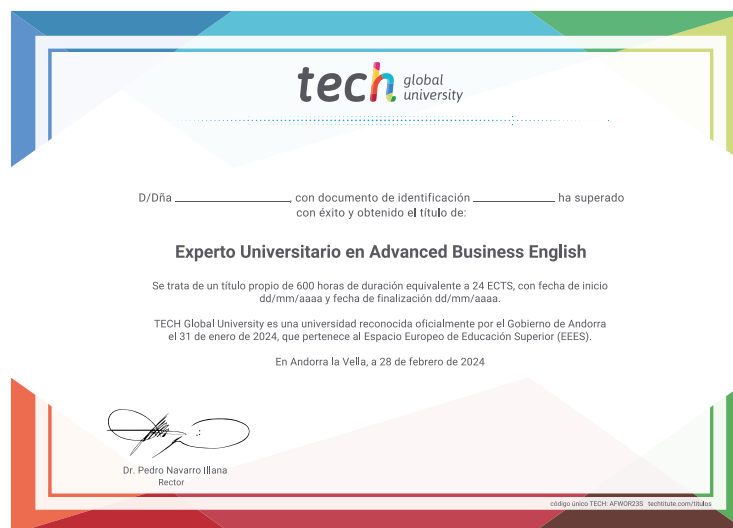 tech global university
D/Dña ____________, con documento de identificación ____________ ha superado
con éxito y obtenido el título de:
Experto Universitario en Advanced Business English
Se trata de un título propio de 600 horas de duración equivalente a 24 ECTS, con fecha de inicio
dd/mm/aaaa y fecha de finalización dd/mm/aaaa.
TECH Global University es una universidad reconocida oficialmente por el Gobierno de Andorra
el 31 de enero de 2024, que pertenece al Espacio Europeo de Educación Superior (EEES).
En Andorra la Vella, a 28 de febrero de 2024
Dr. Pedro Navarro Illana
Rector
código único TECH: AFWOR235 techtitute.com/titulos